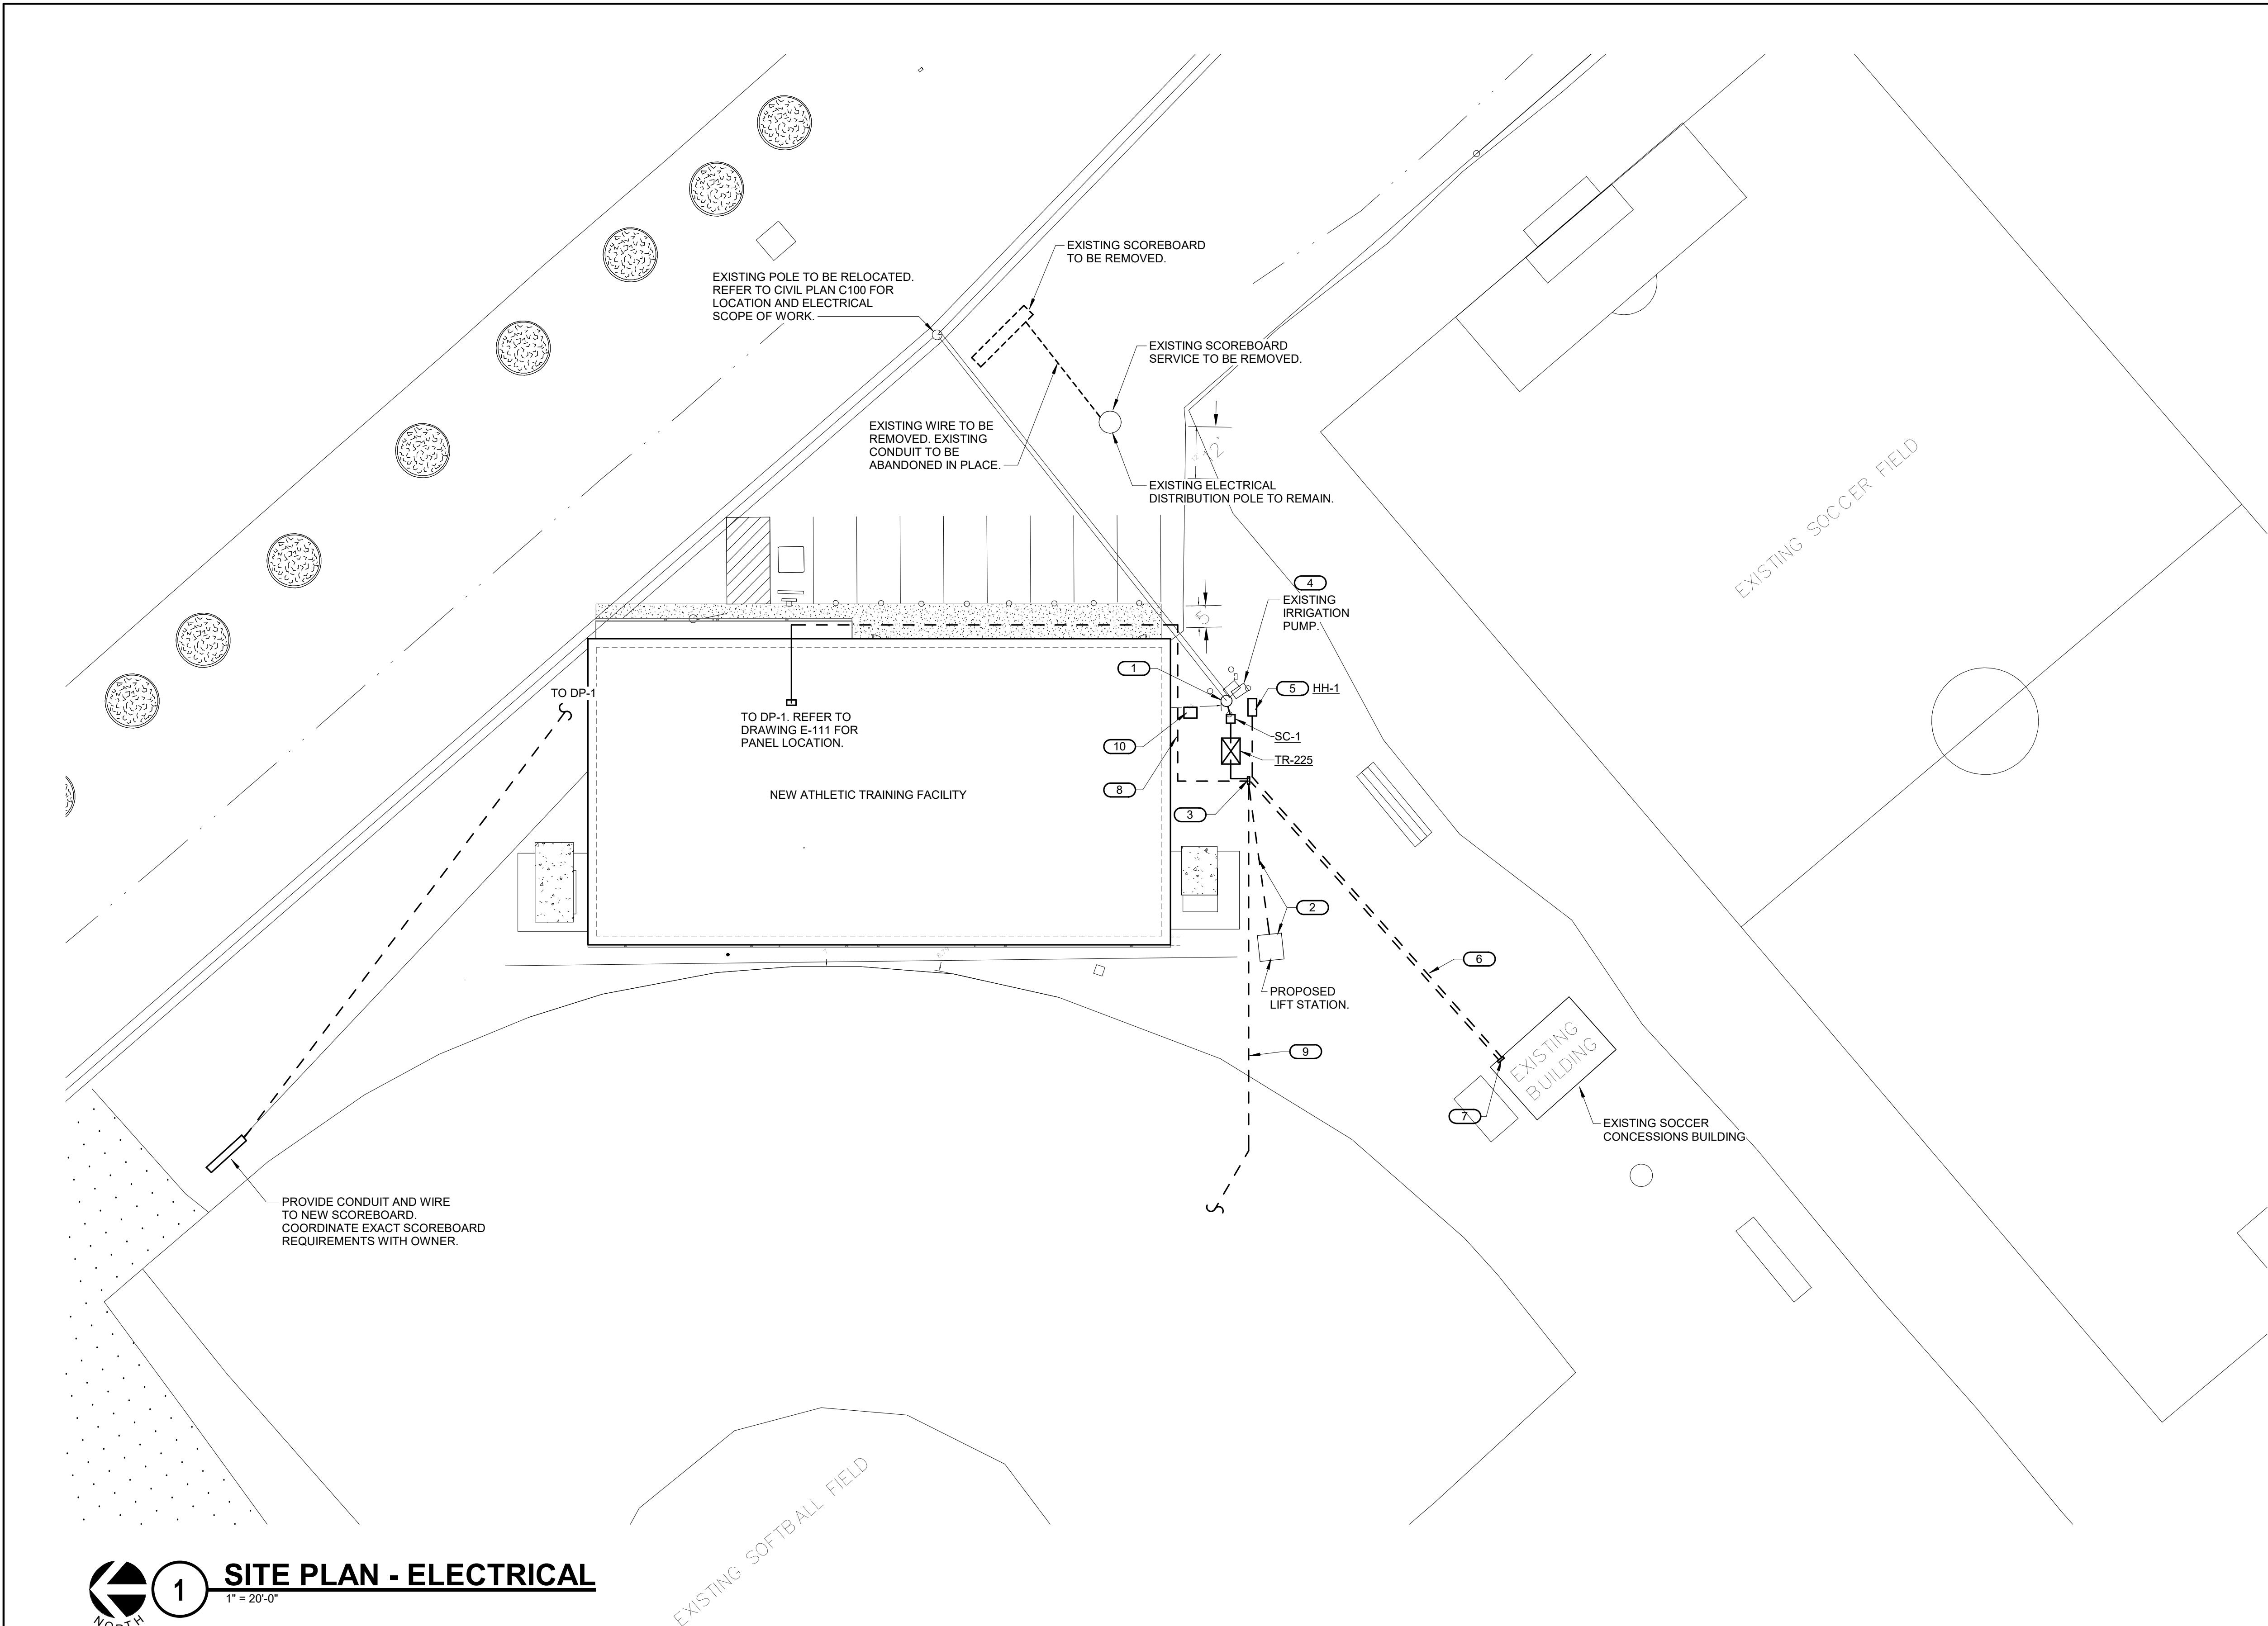 EXISTING SCOREBOARD
TO BE REMOVED.
EXISTING POLE TO BE RELOCATED.
REFER TO CIVIL PLAN C100 FOR
LOCATION AND ELECTRICAL
SCOPE OF WORK.
EXISTING SCOREBOARD
SERVICE TO BE REMOVED.
EXISTING WIRE TO BE
REMOVED. EXISTING
CONDUIT TO BE
ABANDONED IN PLACE.
EXISTING ELECTRICAL
DISTRIBUTION POLE TO REMAIN.
EXISTING SOCCER FIELD
4
EXISTING
IRRIGATION
PUMP.
5'
1
5 HH-1
TO DP-1
TO DP-1. REFER TO
DRAWING E-111 FOR
PANEL LOCATION.
10
SC-1
TR-225
8
NEW ATHLETIC TRAINING FACILITY
3
2
6
PROPOSED
LIFT STATION.
9
EXISTING
BUILDING
7
EXISTING SOCCER
CONCESSIONS BUILDING
PROVIDE CONDUIT AND WIRE
TO NEW SCOREBOARD.
COORDINATE EXACT SCOREBOARD
REQUIREMENTS WITH OWNER.
EXISTING SOFTBALL FIELD
1
SITE PLAN - ELECTRICAL
1" = 20'-0"
NORTH